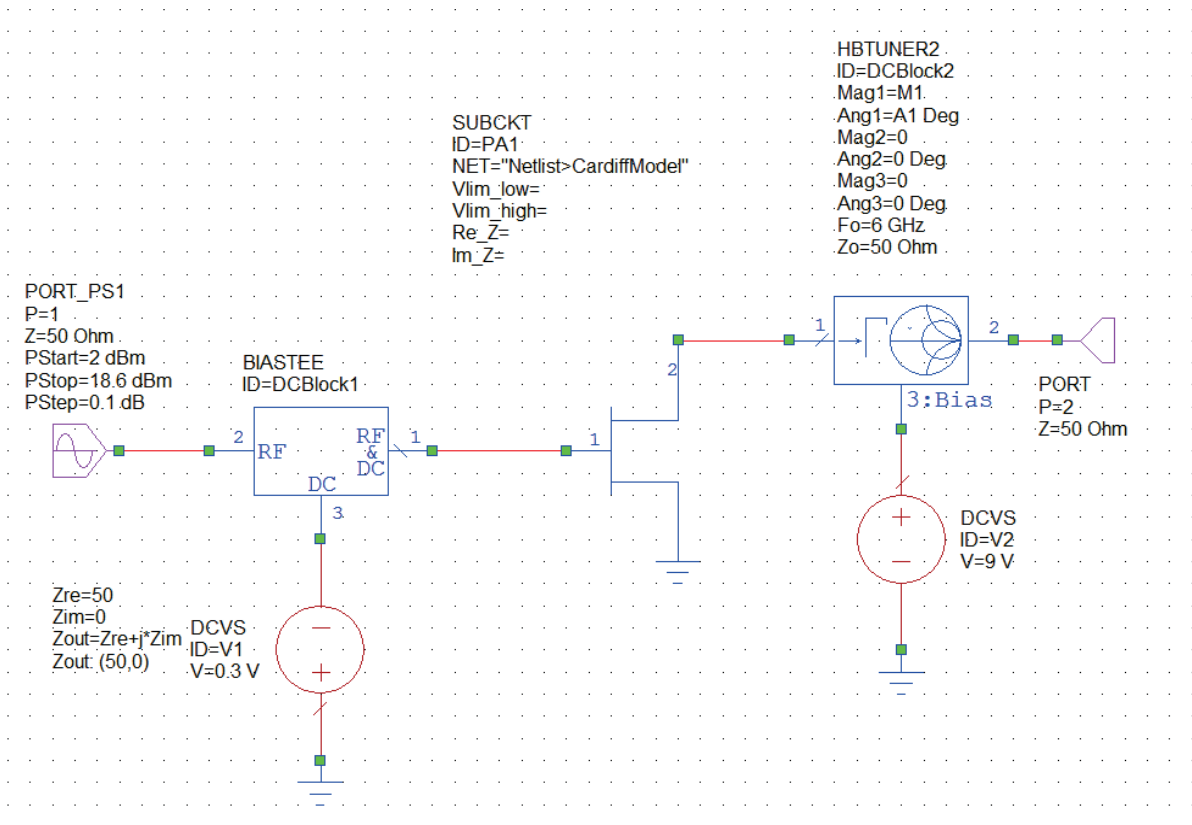 HBTUNER2
ID=DCBlock2
Mag1=M1
Ang1=A1 Deg
Mag2=0
Ang2=0 Deg
Mag3=0
Ang3=0 Deg
Fo=6 GHz
Zo=50 Ohm
SUBCKT
ID=PA1
NET="Netlist>CardiffModel"
Vlim_low=
Vlim_high=
Re_Z=
Im_Z=
PORT_PS1
P=1
Z=50 Ohm
PStart=2 dBm
PStop=18.6 dBm
PStep=0.1 dB
BIASTEE
ID=DCBlock1
2
RF
RF
&
DC
1
DC
3
1
2
1
2
3:Bias
PORT
P=2
Z=50 Ohm
DCVS
ID=V2
V=9 V
Zre=50
Zim=0
Zout=Zre+j*Zim
Zout: (50,0)
DCVS
ID=V1
V=0.3 V